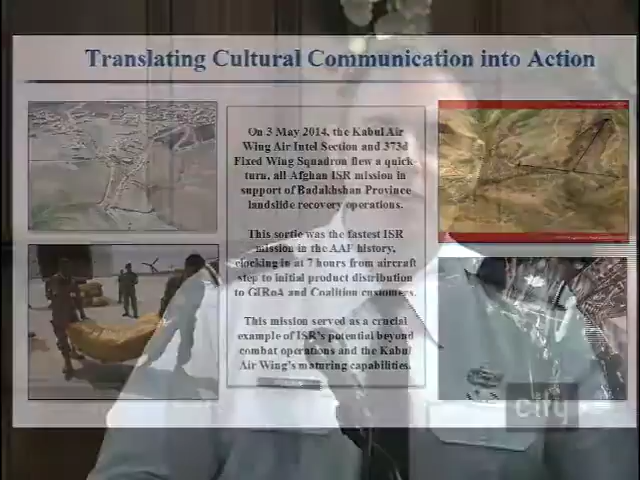 Translating Cultural Communication into Action
On 3 May 2014, the Kabul Air
Wing Air Intel Section and 373d
Fixed Wing Squadron flew a quick-
turn, all Afghan ISR mission in
support of Badakhshan Province
landslide recovery operations.
This sortie was the fastest ISR
mission in the AAF history,
clocking in at 7 hours from aircraft
step to initial product distribution
to GIRoA and Coalition customers.
This mission served as a crucial
example of ISR's potential beyond
combat operations and the Kabul
Air Wing's maturing capabilities.
city